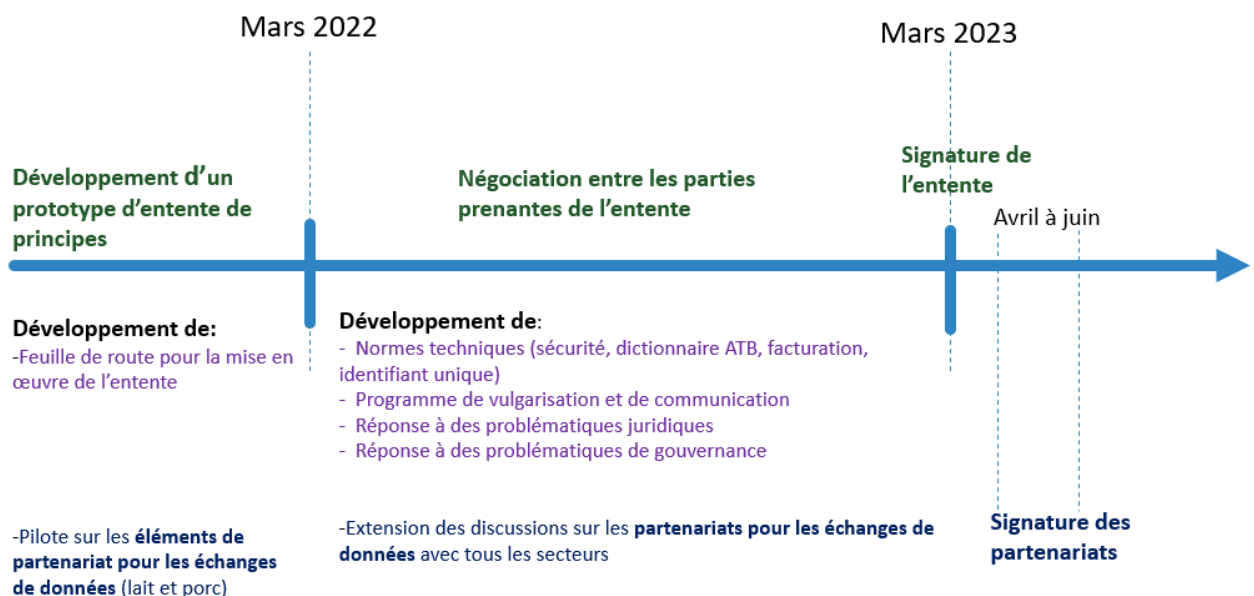 Mars 2022
Mars 2023
Développement d’un
prototype d’entente de
principes
Négociation entre les parties
prenantes de l’entente
Signature de
l’entente
Avril à juin
Développement de:
-Feuille de route pour la mise en
œuvre de l’entente
Développement de:
- Normes techniques (sécurité, dictionnaire ATB, facturation,
identifiant unique)
- Programme de vulgarisation et de communication
- Réponse à des problématiques juridiques
- Réponse à des problématiques de gouvernance
-Pilote sur les éléments de
partenariat pour les échanges
de données (lait et porc)
-Extension des discussions sur les partenariats pour les échanges de
données avec tous les secteurs
Signature des
partenariats